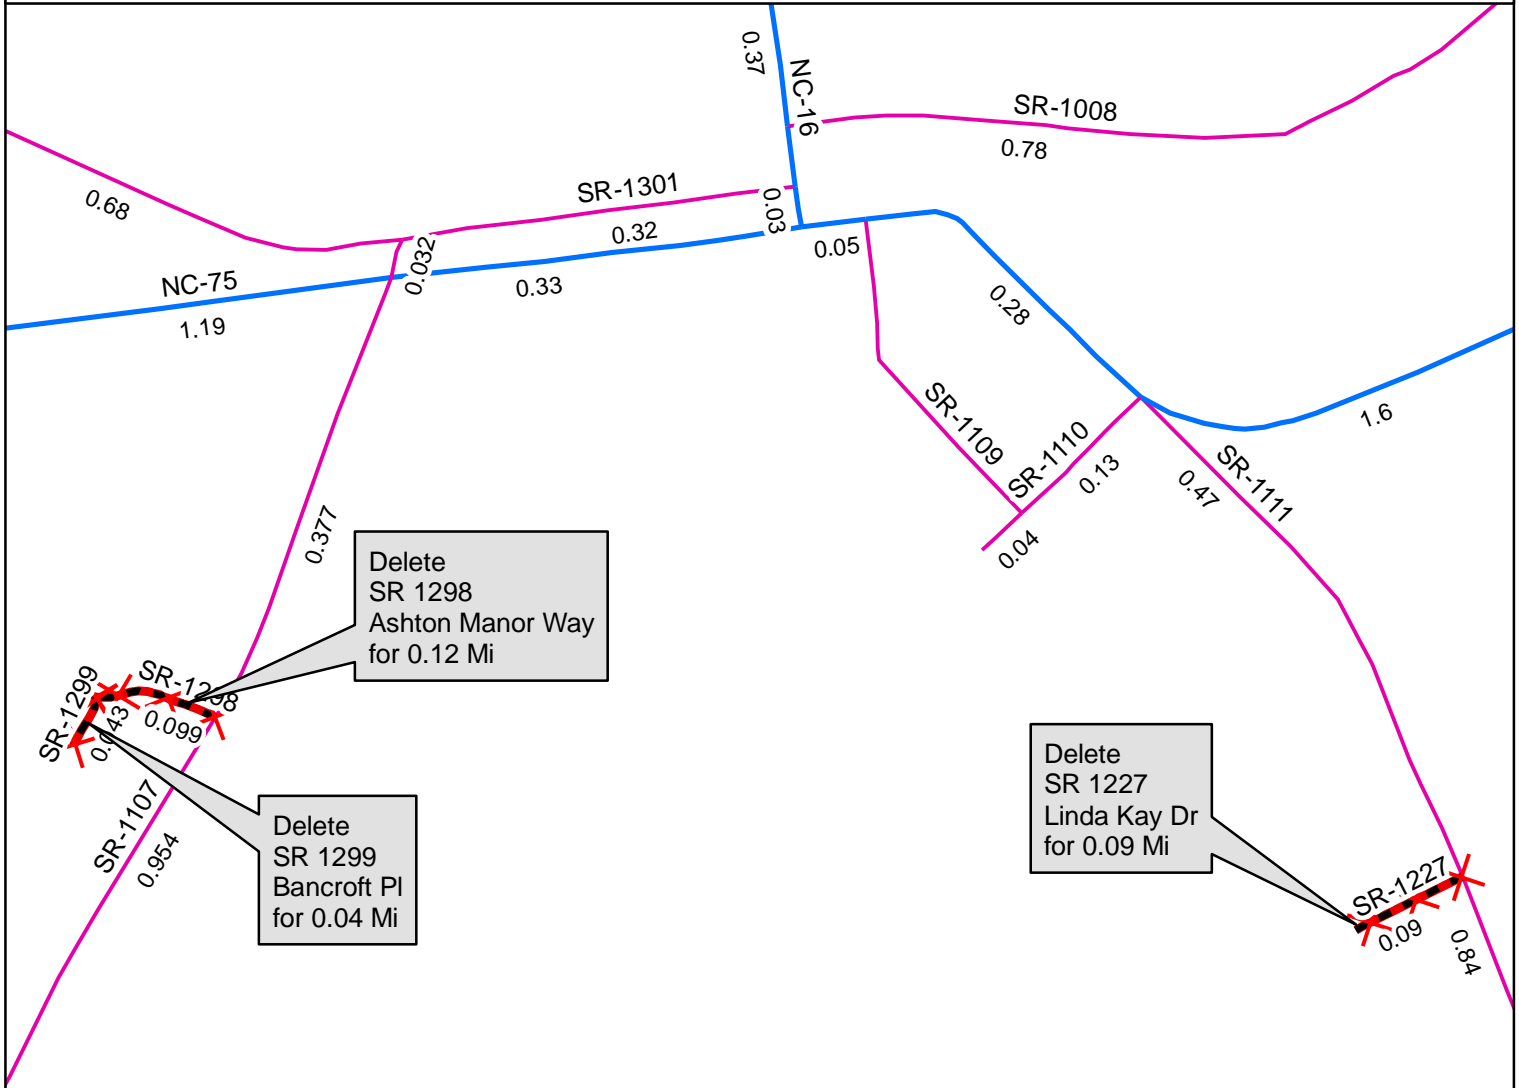 0.37
NC-16
SR-1008
0.78
0.68
SR-1301
0.03
0.32
0.05
0.032
NC-75
0.33
1.19
0.28
SR-1109
SR-1110
0.13
0.04
1.6
SR-1111
0.47
0.377
Delete
SR 1298
Ashton Manor Way
for 0.12 Mi
SR-1299
SR-1298
0.043
0.099
SR-1107
0.954
Delete
SR 1299
Bancroft Pl
for 0.04 Mi
Delete
SR 1227
Linda Kay Dr
for 0.09 Mi
SR-1227
0.09
0.84